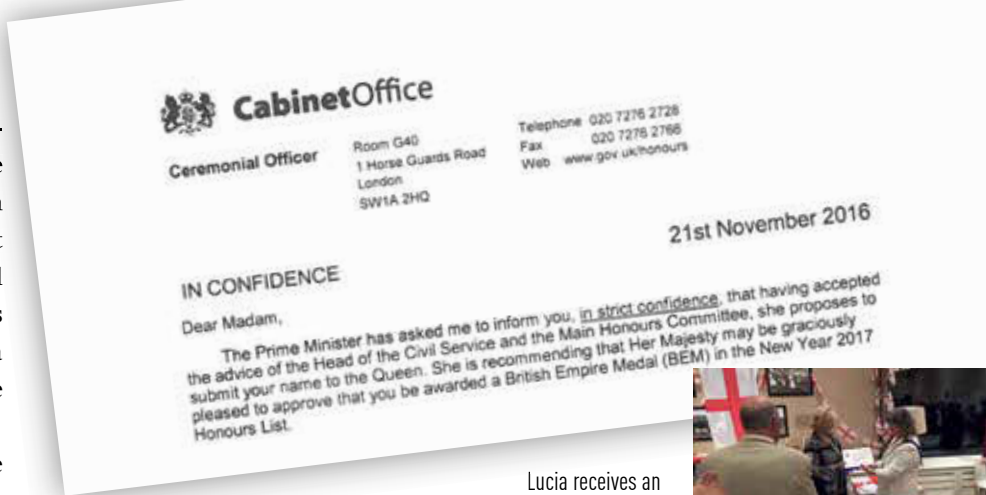 CabinetOffice
Ceremonial Officer
Room G40
1 Horse Guards Road
London
SW1A 2HQ
Telephone 020 7276 2728
Fax 020 7276 2766
Web www.gov.uk/honours
21st November 2016
IN CONFIDENCE
Dear Madam,
The Prime Minister has asked me to inform you, in strict confidence, that having accepted
the advice of the Head of the Civil Service and the Main Honours Committee, she proposes to
submit your name to the Queen. She is recommending that Her Majesty may be graciously
pleased to approve that you be awarded a British Empire Medal (BEM) in the New Year 2017
Honours List.
Lucia receives an